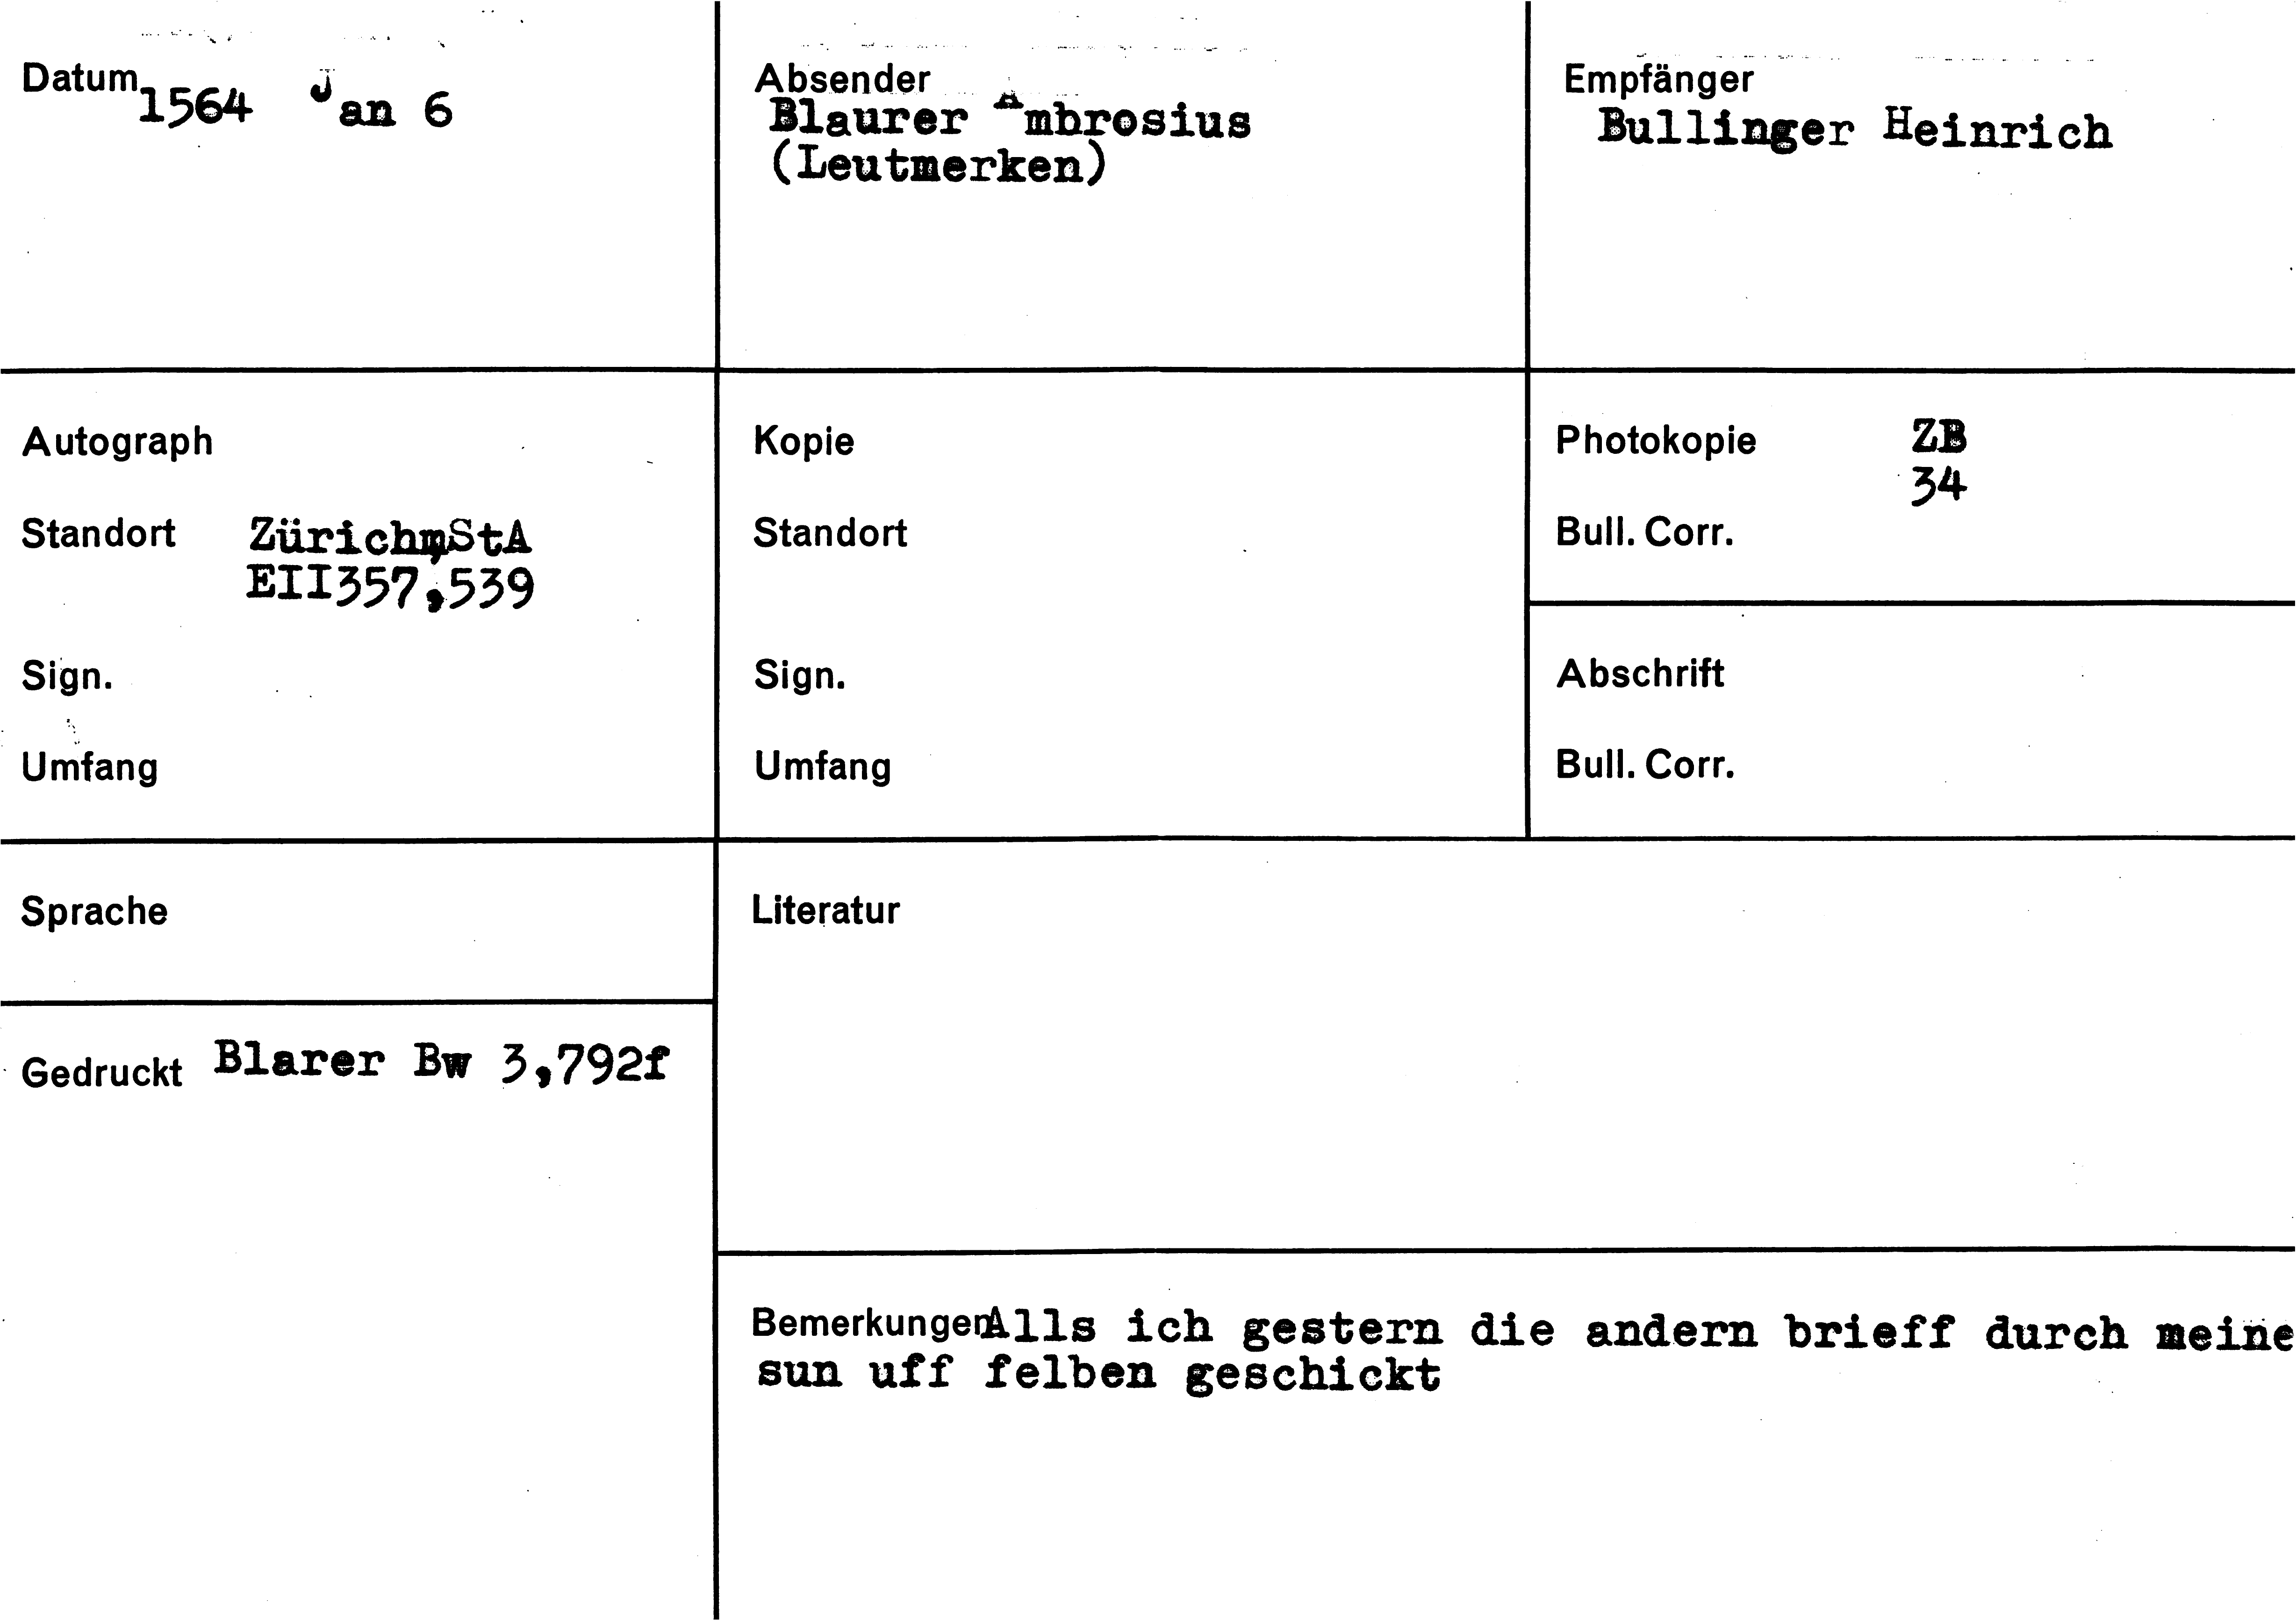 Datum 1564 Jan 6
Absender
Blaurer Ambrosius
(Leutmerken)
Empfänger
Bullinger Heinrich
Autograph
Standort Zürich,StA
EII357,539
Sign.
Umfang
Kopie
Standort
Sign.
Umfang
Photokopie ZB
34
Bull. Corr.
Abschrift
Bull. Corr.
Sprache
Literatur
Gedruckt Blarer Bw 3,792f
Bemerkungen Alls ich gestern die andern brieff durch meine
sun uff felben geschickt